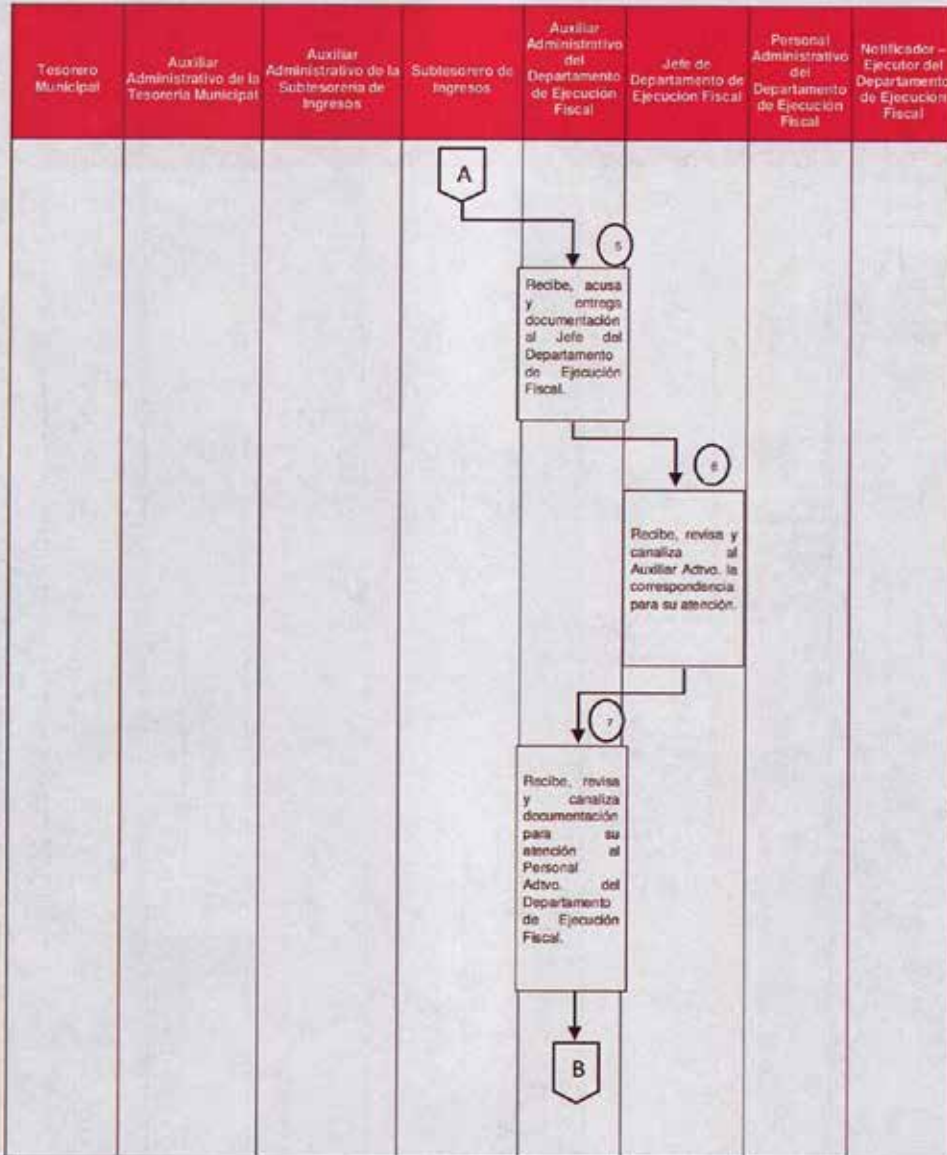 Tesorero
Municipal
Auxiliar
Administrativo de la
Tesorería Municipal
Auxiliar
Administrativo de la
Subtesorería de
Ingresos
Subtesorero de
Ingresos
Auxiliar
Administrativo
del
Departamento
de Ejecución
Fiscal
Jefe de
Departamento de
Ejecución Fiscal
Personal
Administrativo
del
Departamento
de Ejecución
Fiscal
Notificador -
Ejecutor del
Departamento
de Ejecución
Fiscal
A
5
Recibe, acusa
y entrega
documentación
al Jefe del
Departamento
de Ejecución
Fiscal.
6
Recibe, revisa y
canaliza al
Auxiliar Adtvo. la
correspondencia
para su atención.
7
Recibe, revisa
y canaliza
documentación
para su
atención al
Personal
Adtvo. del
Departamento
de Ejecución
Fiscal.
B